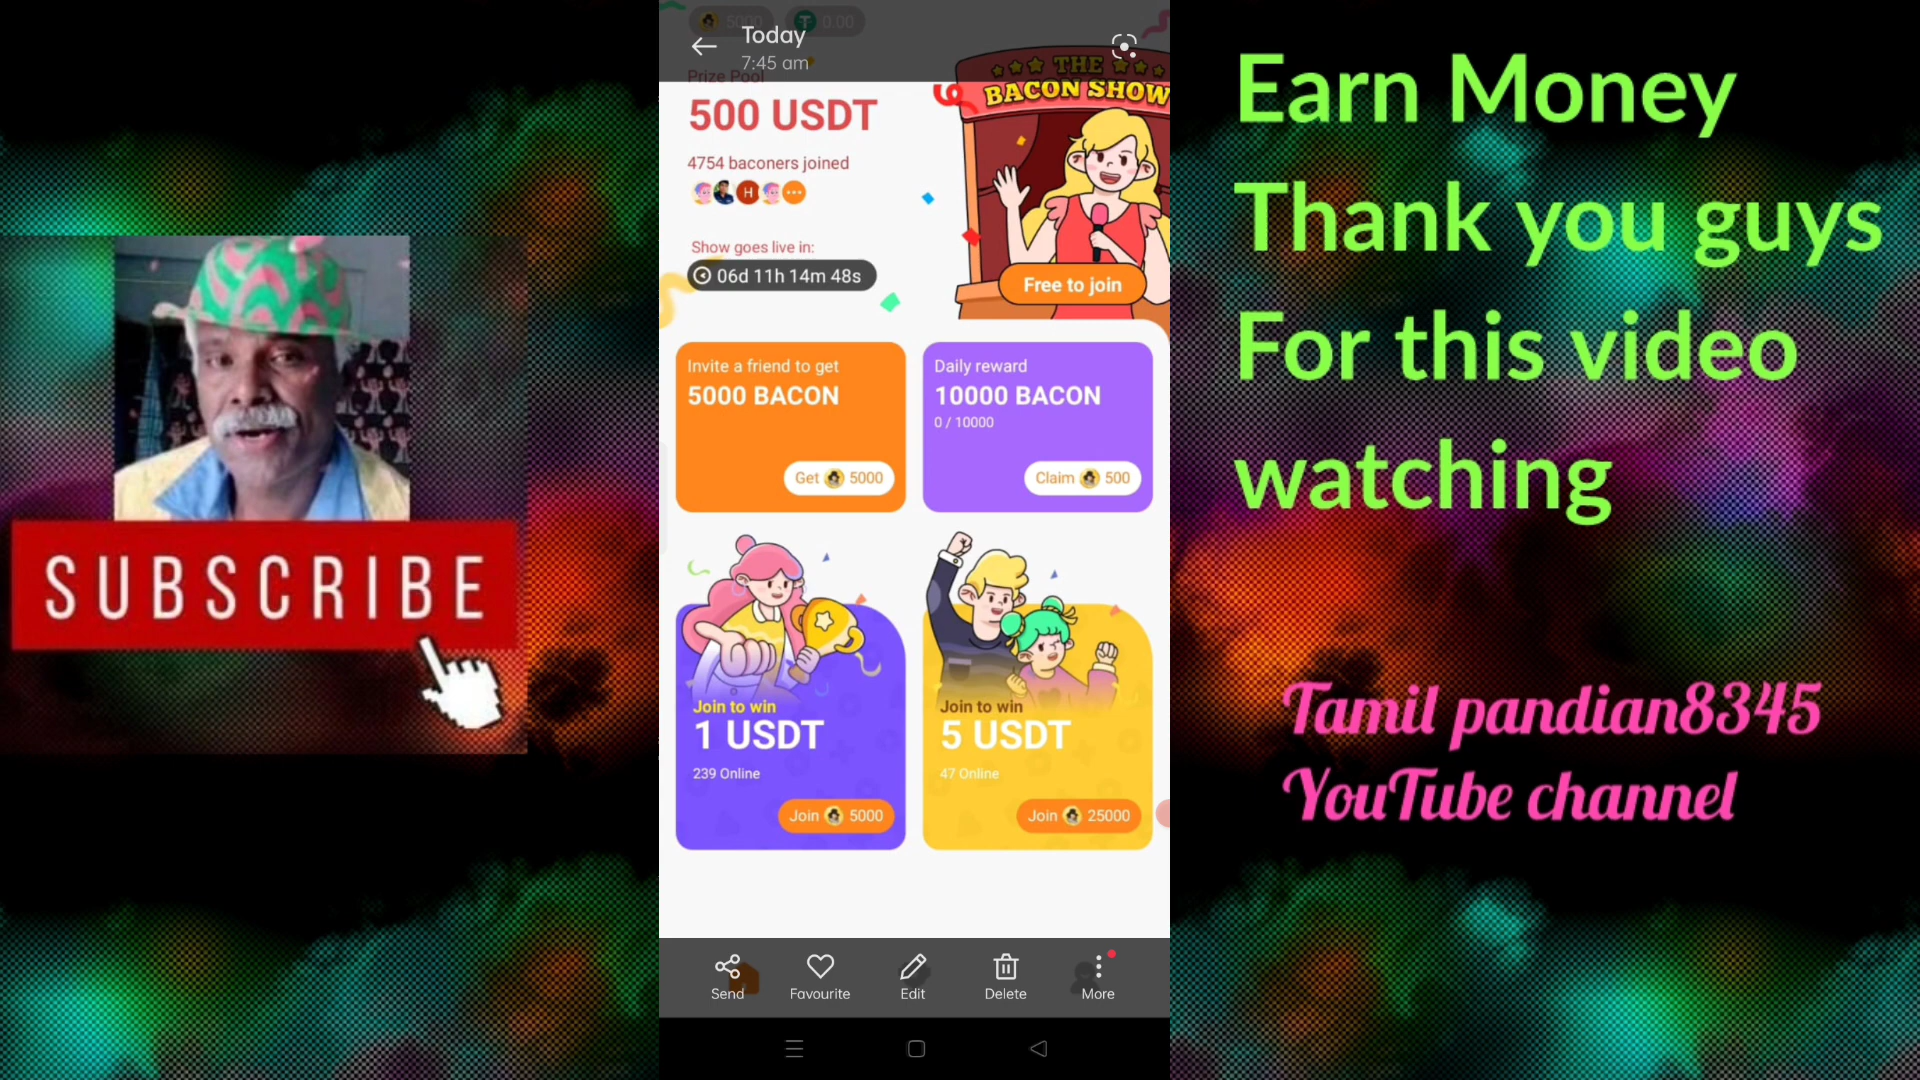 5000
0.00
Today
7:45 am
Prize Pool
500 USDT
4754 baconers joined
H
Show goes live in:
06d 11h 14m 48s
THE
BACON SHOW
Free to join
Invite a friend to get
5000 BACON
Get 5000
Daily reward
10000 BACON
0 / 10000
Claim 500
Join to win
1 USDT
239 Online
Join 5000
Join to win
5 USDT
47 Online
Join 25000
Send
Favourite
Edit
Delete
More
SUBSCRIBE
Earn Money
Thank you guys
For this video
watching
Tamil pandian8345
YouTube channel